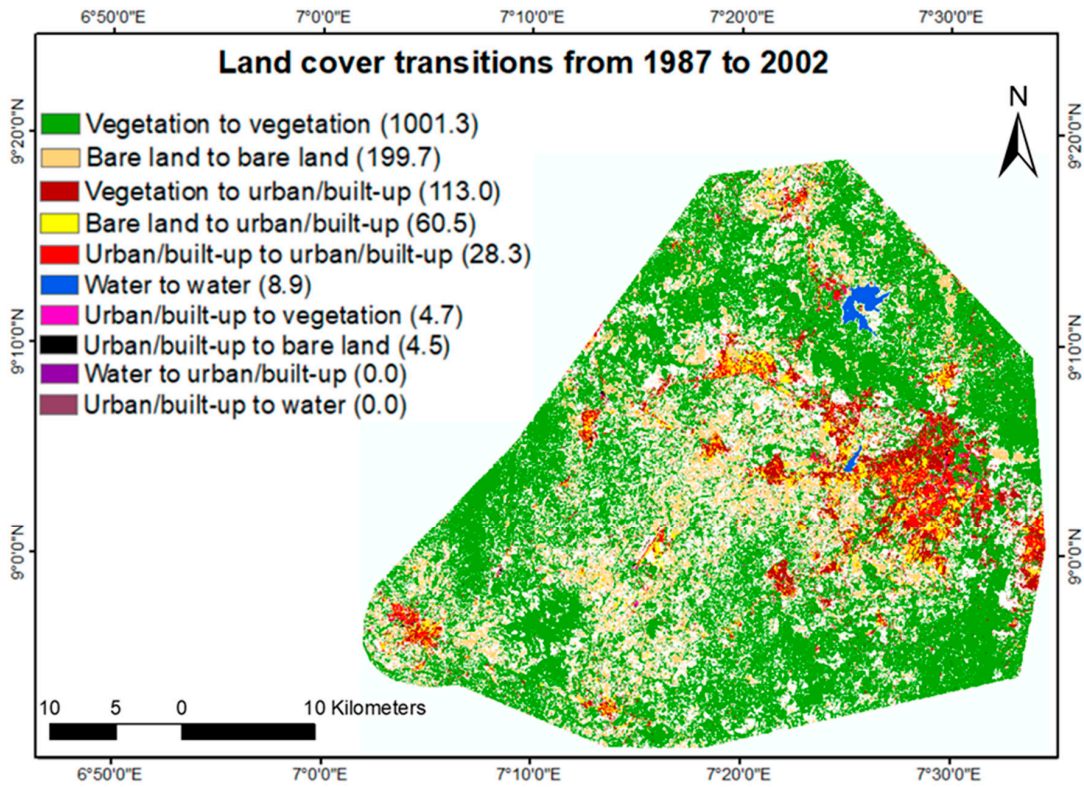 6°50'0"E 7°0'0"E 7°10'0"E 7°20'0"E 7°30'0"E
Land cover transitions from 1987 to 2002
N
9°20'0"N 9°20'0"N
Vegetation to vegetation (1001.3)
Bare land to bare land (199.7)
Vegetation to urban/built-up (113.0)
Bare land to urban/built-up (60.5)
Urban/built-up to urban/built-up (28.3)
Water to water (8.9)
Urban/built-up to vegetation (4.7)
Urban/built-up to bare land (4.5)
Water to urban/built-up (0.0)
Urban/built-up to water (0.0)
9°10'0"N 9°10'0"N
9°0'0"N 9°0'0"N
10 5 0 10 Kilometers
6°50'0"E 7°0'0"E 7°10'0"E 7°20'0"E 7°30'0"E